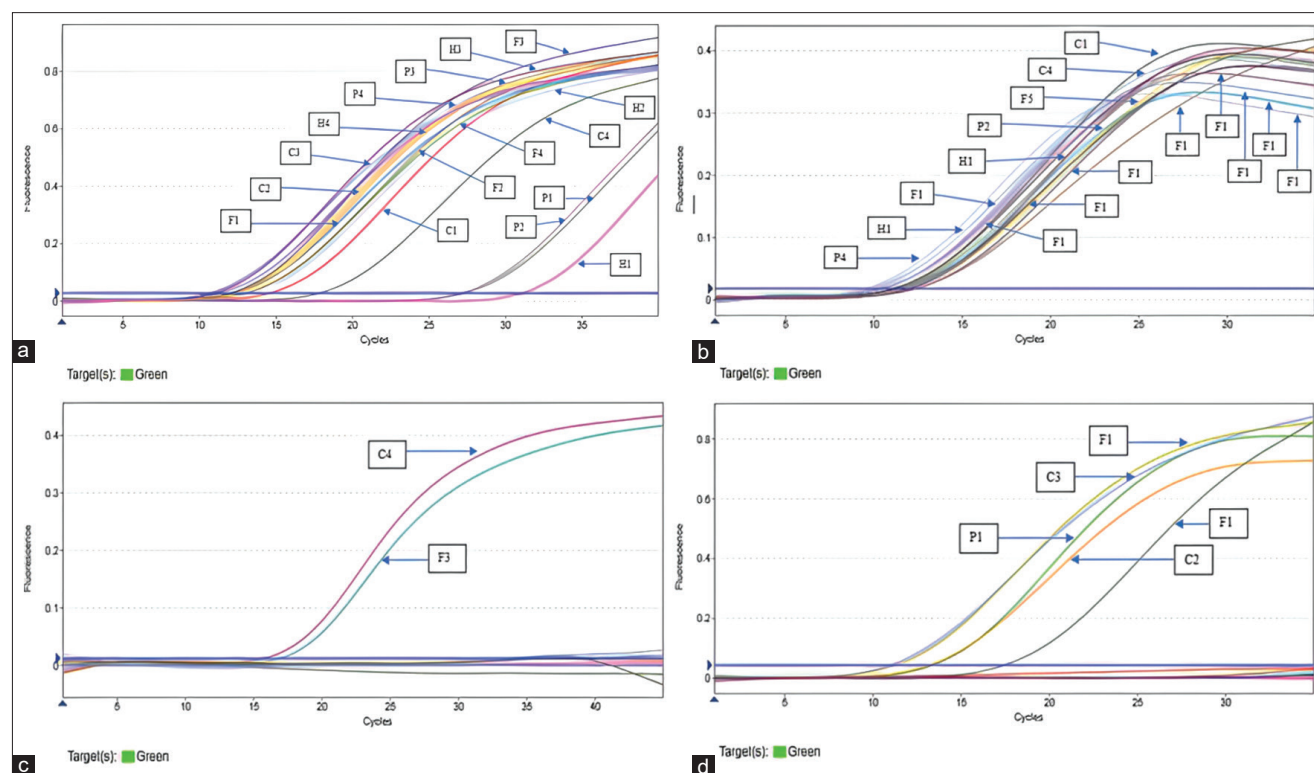 0.8
0.6
0.4
0.2
0
Fluorescence
5
10
15
20
25
30
35
Cycles
F3
H3
P3
P4
H4
C3
C2
F1
H2
C4
F4
F2
P1
P2
C1
H1
a
Target(s): Green
0.4
0.3
0.2
0.1
0
Fluorescence
5
10
15
20
25
30
Cycles
C1
C4
F5
P2
H1
F1
H1
P4
F1
F1
F1
F1
F1
F1
F1
F1
b
Target(s): Green
0.4
0.2
0.1
0
Fluorescence
5
10
15
20
25
30
35
40
Cycles
C4
F3
c
Target(s): Green
0.8
0.6
0.4
0.2
0
Fluorescence
5
10
15
20
25
30
Cycles
F1
C3
P1
F1
C2
d
Target(s): Green